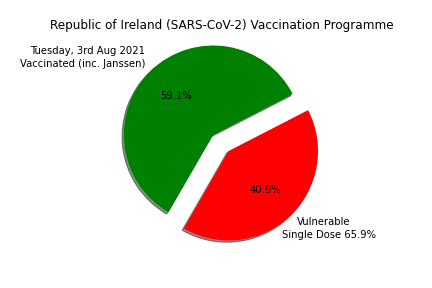 Republic of Ireland (SARS-CoV-2) Vaccination Programme
Tuesday, 3rd Aug 2021
Vaccinated (inc. Janssen)
59.1%
40.9%
Vulnerable
Single Dose 65.9%